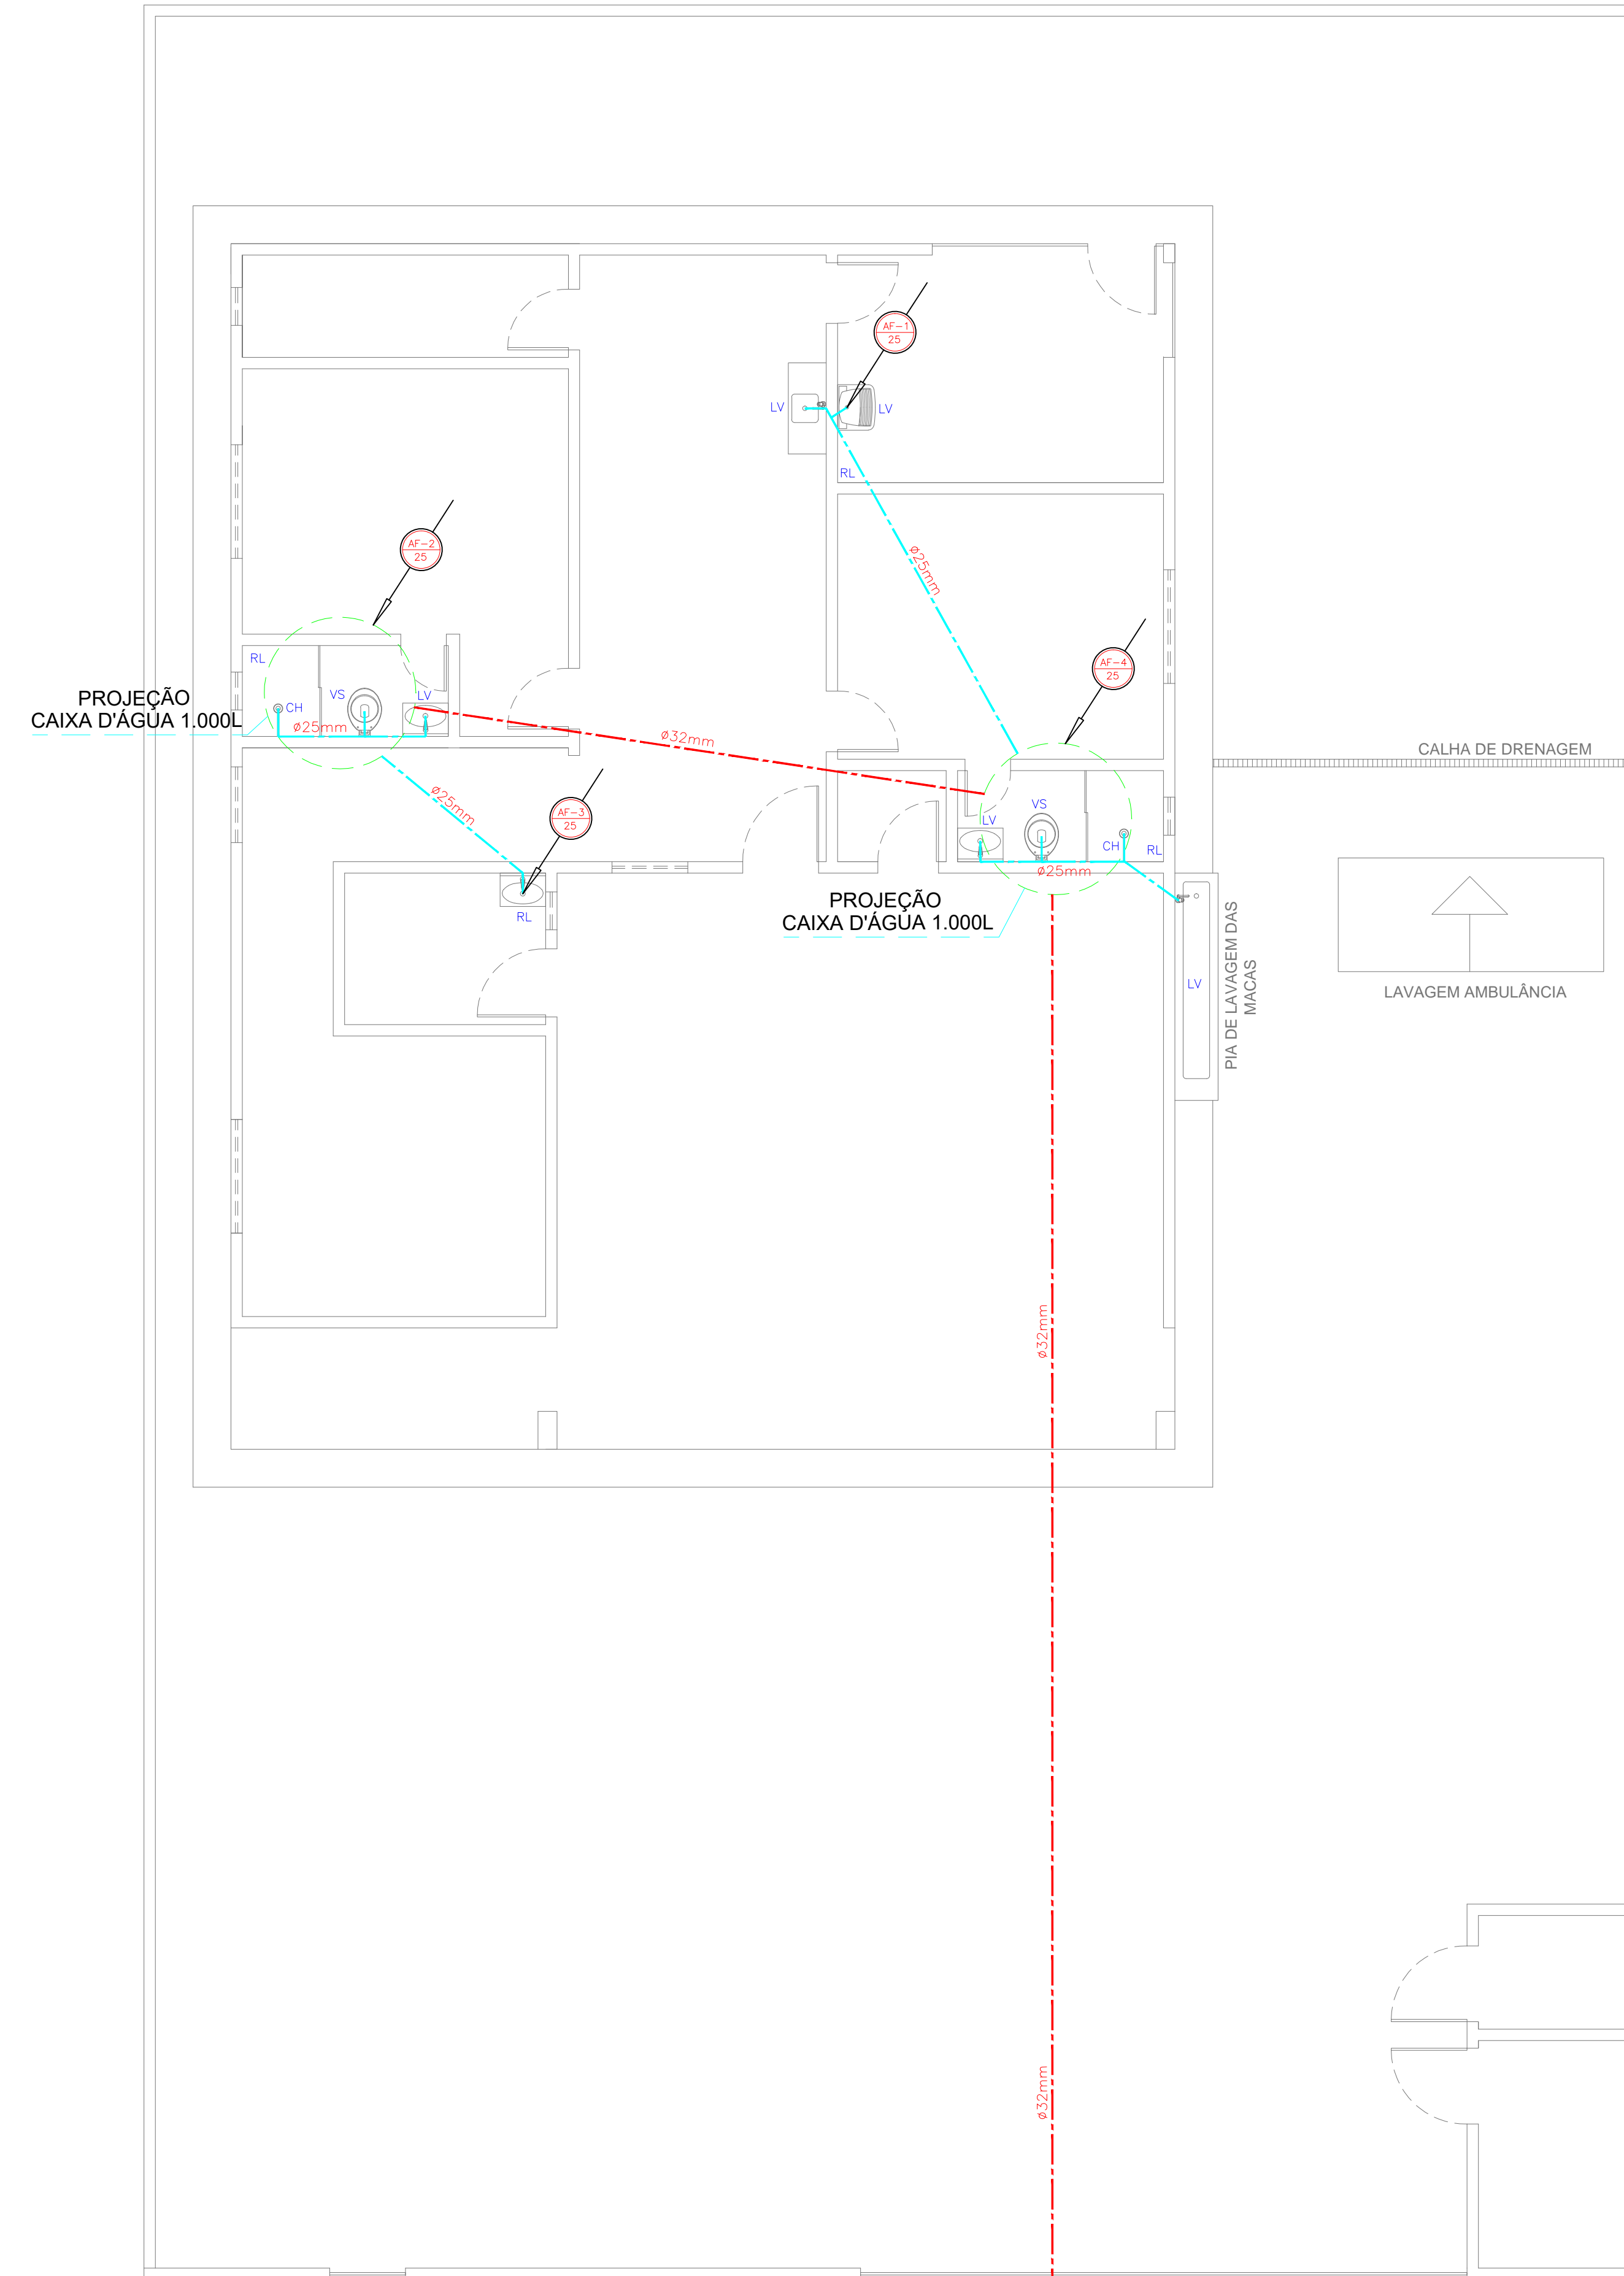 AF-1
25
LV
LV
RL
AF-2
25
ø25mm
RL
VS
LV
CH
ø25mm
PROJEÇÃO
CAIXA D'ÁGUA 1.000L
AF-4
25
ø32mm
CALHA DE DRENAGEM
ø25mm
AF-3
25
VS
LV
CH
RL
ø25mm
RL
PROJEÇÃO
CAIXA D'ÁGUA 1.000L
LV
PIA DE LAVAGEM DAS
MACAS
LAVAGEM AMBULÂNCIA
ø32mm
ø32mm